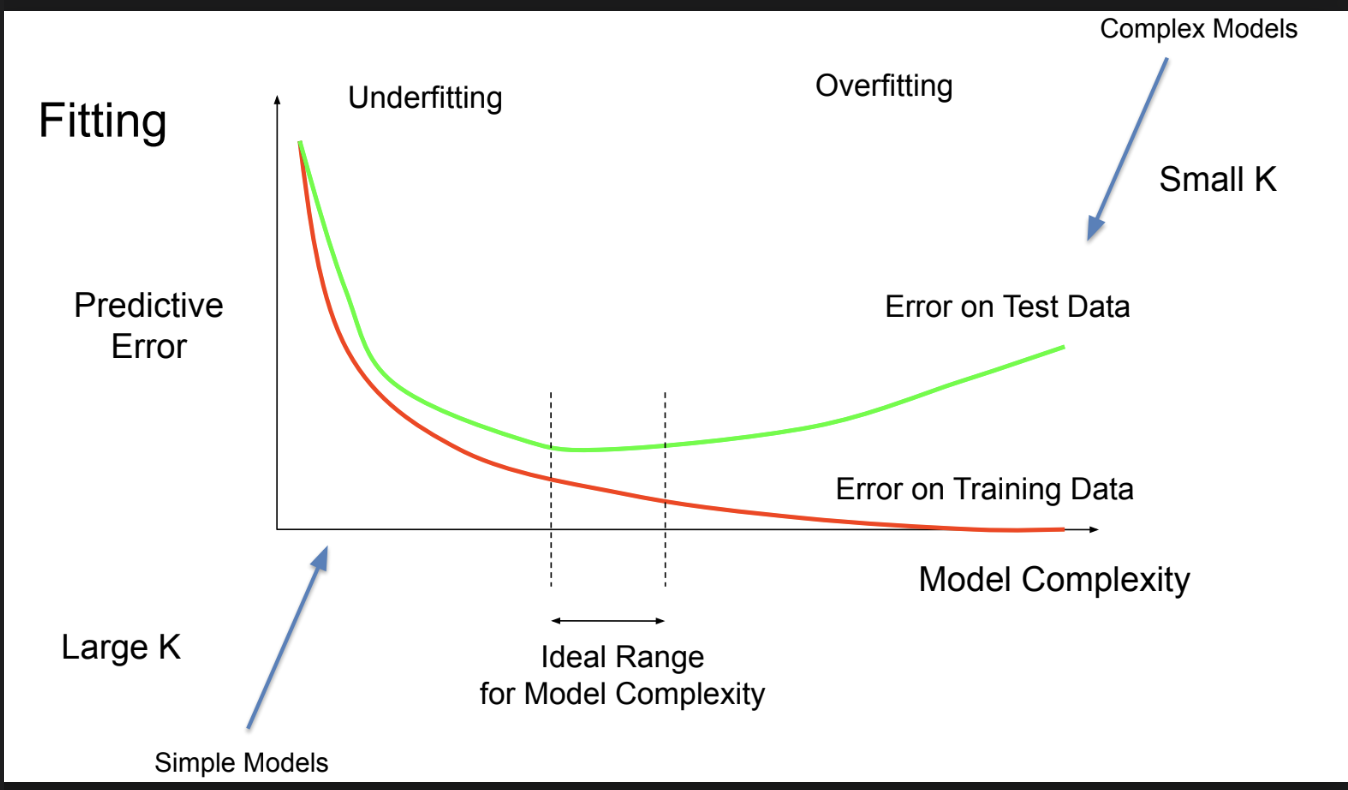 Complex Models
Underfitting
Overfitting
Fitting
Small K
Predictive
Error
Error on Test Data
Error on Training Data
Model Complexity
Large K
Ideal Range
for Model Complexity
Simple Models